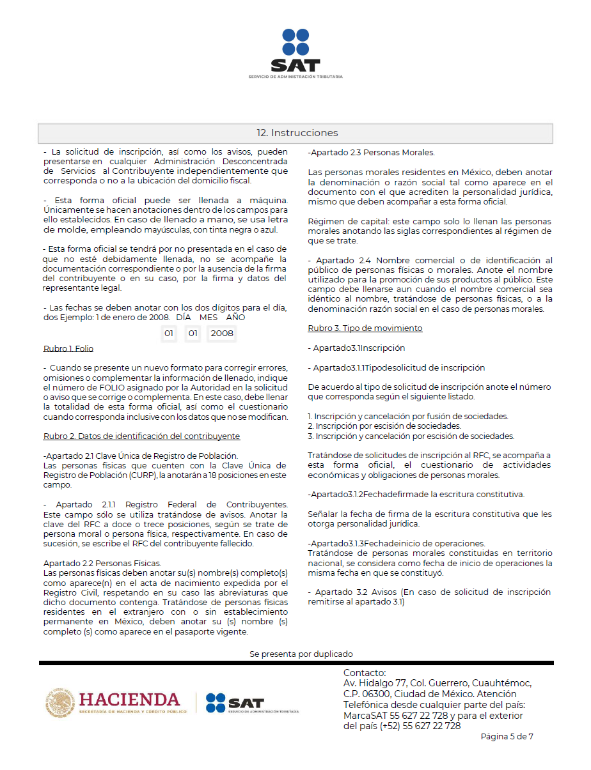 SAT
SERVICIO DE ADMINISTRACIÓN TRIBUTARIA
12. Instrucciones
- La solicitud de inscripción, así como los avisos, pueden
presentarse en cualquier Administración Desconcentrada
de Servicios al Contribuyente independientemente que
corresponda o no a la ubicación del domicilio fiscal.
- Esta forma oficial puede ser llenada a máquina.
Únicamente se hacen anotaciones dentro de los campos para
ello establecidos. En caso de llenado a mano, se usa letra
de molde, empleando mayúsculas, con tinta negra o azul.
- Esta forma oficial se tendrá por no presentada en el caso de
que no esté debidamente llenada, no se acompañe la
documentación correspondiente o por la ausencia de la firma
del contribuyente o en su caso, por la firma y datos del
representante legal.
- Las fechas se deben anotar con los dos dígitos para el día,
dos Ejemplo: 1 de enero de 2008. DÍA MES AÑO
01 01 2008
Rubro 1. Folio
- Cuando se presente un nuevo formato para corregir errores,
omisiones o complementar la información de llenado, indique
el número de FOLIO asignado por la Autoridad en la solicitud
o aviso que se corrige o complementa. En este caso, debe llenar
la totalidad de esta forma oficial, así como el cuestionario
cuando corresponda inclusive con los datos que no se modifican.
Rubro 2. Datos de identificación del contribuyente
-Apartado 2.1 Clave Única de Registro de Población.
Las personas físicas que cuenten con la Clave Única de
Registro de Población (CURP), la anotarán a 18 posiciones en este
campo.
- Apartado 2.1.1 Registro Federal de Contribuyentes.
Este campo sólo se utiliza tratándose de avisos. Anotar la
clave del RFC a doce o trece posiciones, según se trate de
persona moral o persona física, respectivamente. En caso de
sucesión, se escribe el RFC del contribuyente fallecido.
Apartado 2.2 Personas Físicas.
Las personas físicas deben anotar su(s) nombre(s) completo(s)
como aparece(n) en el acta de nacimiento expedida por el
Registro Civil, respetando en su caso las abreviaturas que
dicho documento contenga. Tratándose de personas físicas
residentes en el extranjero con o sin establecimiento
permanente en México, deben anotar su (s) nombre (s)
completo (s) como aparece en el pasaporte vigente.
-Apartado 2.3 Personas Morales.
Las personas morales residentes en México, deben anotar
la denominación o razón social tal como aparece en el
documento con el que acrediten la personalidad jurídica,
mismo que deben acompañar a esta forma oficial.
Régimen de capital: este campo solo lo llenan las personas
morales anotando las siglas correspondientes al régimen de
que se trate.
- Apartado 2.4 Nombre comercial o de identificación al
público de personas físicas o morales. Anote el nombre
utilizado para la promoción de sus productos al público. Este
campo debe llenarse aun cuando el nombre comercial sea
idéntico al nombre, tratándose de personas físicas, o a la
denominación razón social en el caso de personas morales.
Rubro 3. Tipo de movimiento
- Apartado3.1Inscripción
- Apartado3.1.1Tipodesolicitud de inscripción
De acuerdo al tipo de solicitud de inscripción anote el número
que corresponda según el siguiente listado.
1. Inscripción y cancelación por fusión de sociedades.
2. Inscripción por escisión de sociedades.
3. Inscripción y cancelación por escisión de sociedades.
Tratándose de solicitudes de inscripción al RFC, se acompaña a
esta forma oficial, el cuestionario de actividades
económicas y obligaciones de personas morales.
-Apartado3.1.2Fechadefirmade la escritura constitutiva.
Señalar la fecha de firma de la escritura constitutiva que les
otorga personalidad jurídica.
-Apartado3.1.3Fechadeinicio de operaciones.
Tratándose de personas morales constituidas en territorio
nacional, se considera como fecha de inicio de operaciones la
misma fecha en que se constituyó.
- Apartado 3.2 Avisos (En caso de solicitud de inscripción
remitirse al apartado 3.1)
Se presenta por duplicado
HACIENDA
SECRETARÍA DE HACIENDA Y CRÉDITO PÚBLICO
SAT
SERVICIO DE ADMINISTRACIÓN TRIBUTARIA
Contacto:
Av. Hidalgo 77, Col. Guerrero, Cuauhtémoc,
C.P. 06300, Ciudad de México. Atención
Telefónica desde cualquier parte del país:
MarcaSAT 55 627 22 728 y para el exterior
del país (+52) 55 627 22 728
Página 5 de 7